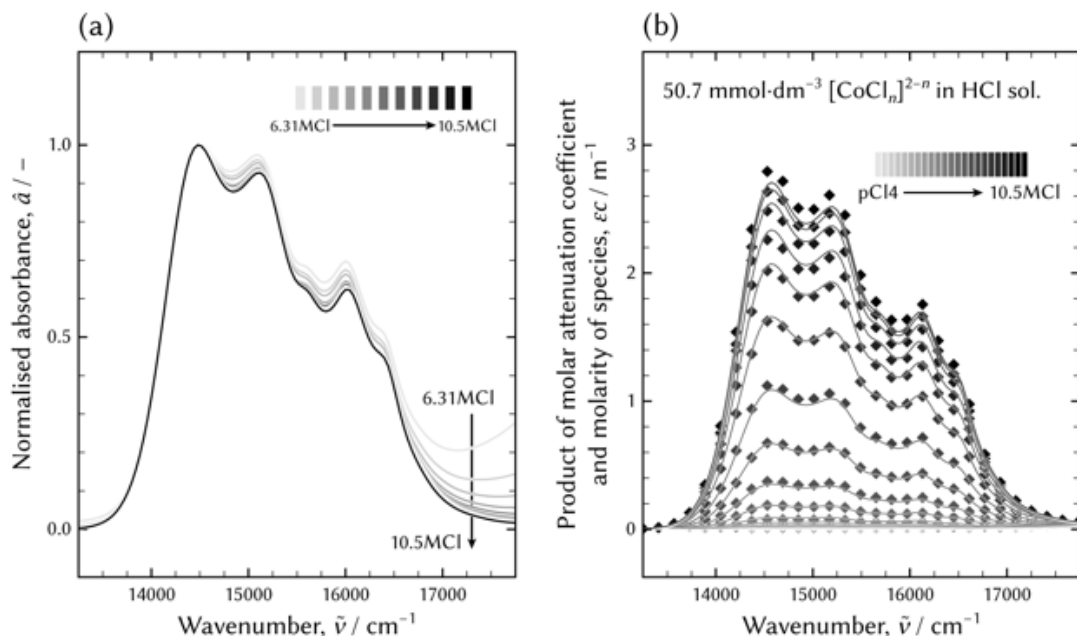 (a)
Normalised absorbance, â / –
1.0
0.5
0.0
6.31MCl
10.5MCl
6.31MCl
10.5MCl
14000 15000 16000 17000
Wavenumber, ν̃ / cm⁻¹
(b)
Product of molar attenuation coefficient
and molarity of species, εc / m⁻¹
50.7 mmol·dm⁻³ [CoClₙ]²⁻ⁿ in HCl sol.
pCl4
10.5MCl
3
2
1
0
14000 15000 16000 17000
Wavenumber, ν̃ / cm⁻¹